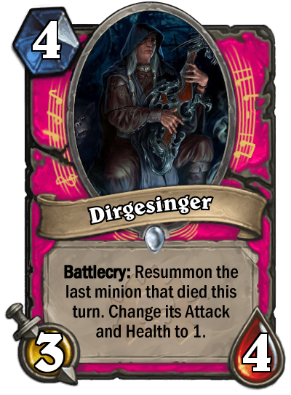 4
Dirgesinger
Battlecry: Resummon the
last minion that died this
turn. Change its Attack
and Health to 1.
3
4